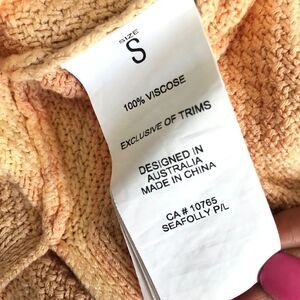 SIZE
S
100% VISCOSE
EXCLUSIVE OF TRIMS
DESIGNED IN
AUSTRALIA
MADE IN CHINA
CA # 10765
SEAFOLLY P/L